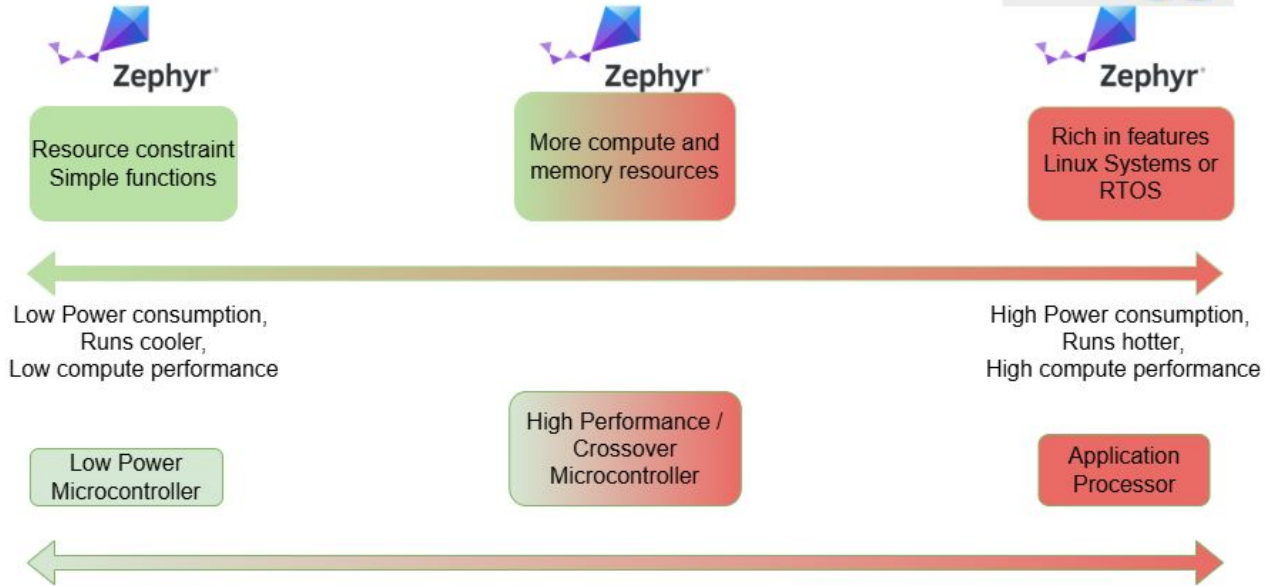 Zephyr
Zephyr
Zephyr
Resource constraint
Simple functions
More compute and
memory resources
Rich in features
Linux Systems or
RTOS
Low Power consumption,
Runs cooler,
Low compute performance
High Power consumption,
Runs hotter,
High compute performance
Low Power
Microcontroller
High Performance /
Crossover
Microcontroller
Application
Processor